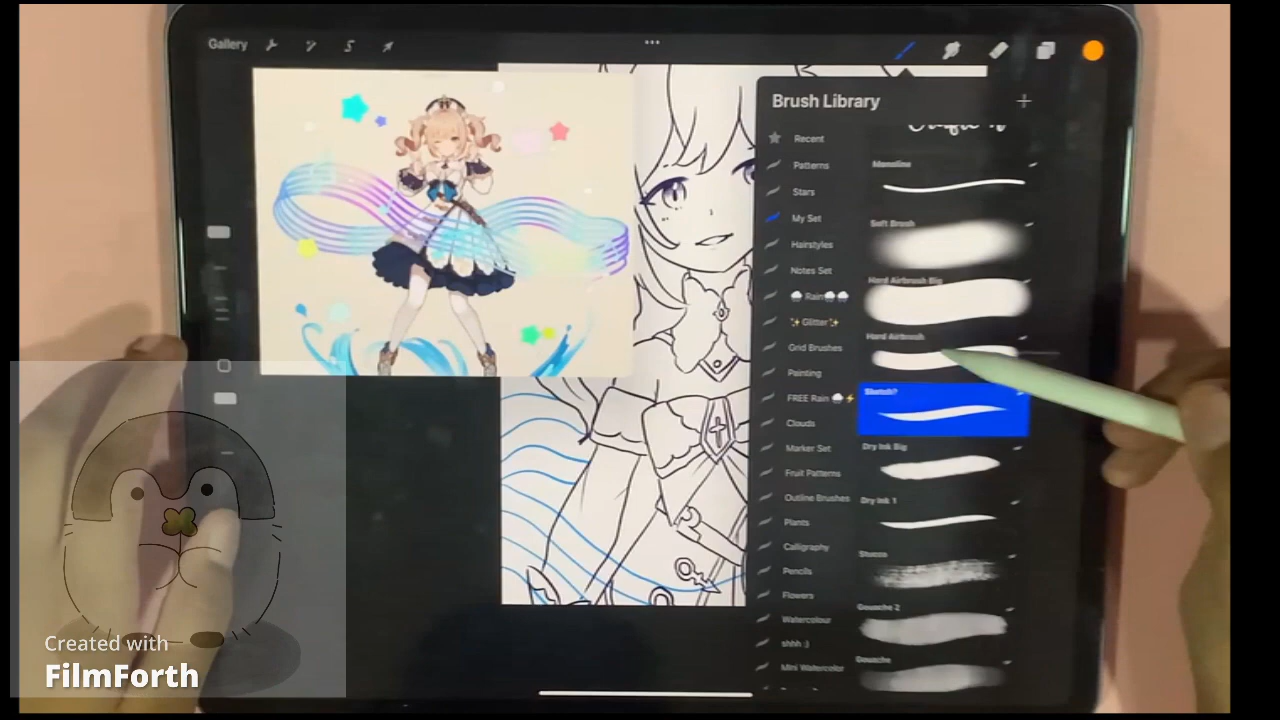 Gallery
Brush Library
Recent
Patterns
Stars
My Set
Hairstyles
Notes Set
🌧Rain🌧🌧
✨Glitter✨
Grid Brushes
Painting
FREE Rain🌧⚡
Clouds
Marker Set
Fruit Patterns
Outline Brushes
Plants
Calligraphy
Pencils
Flowers
Watercolour
shhh :)
Mini Watercolor
Monoline
Soft Brush
Hard Airbrush Big
Hard Airbrush
Sketch?
Dry Ink Big
Dry Ink 1
Stucco
Gouache 2
Gouache
Created with
FilmForth